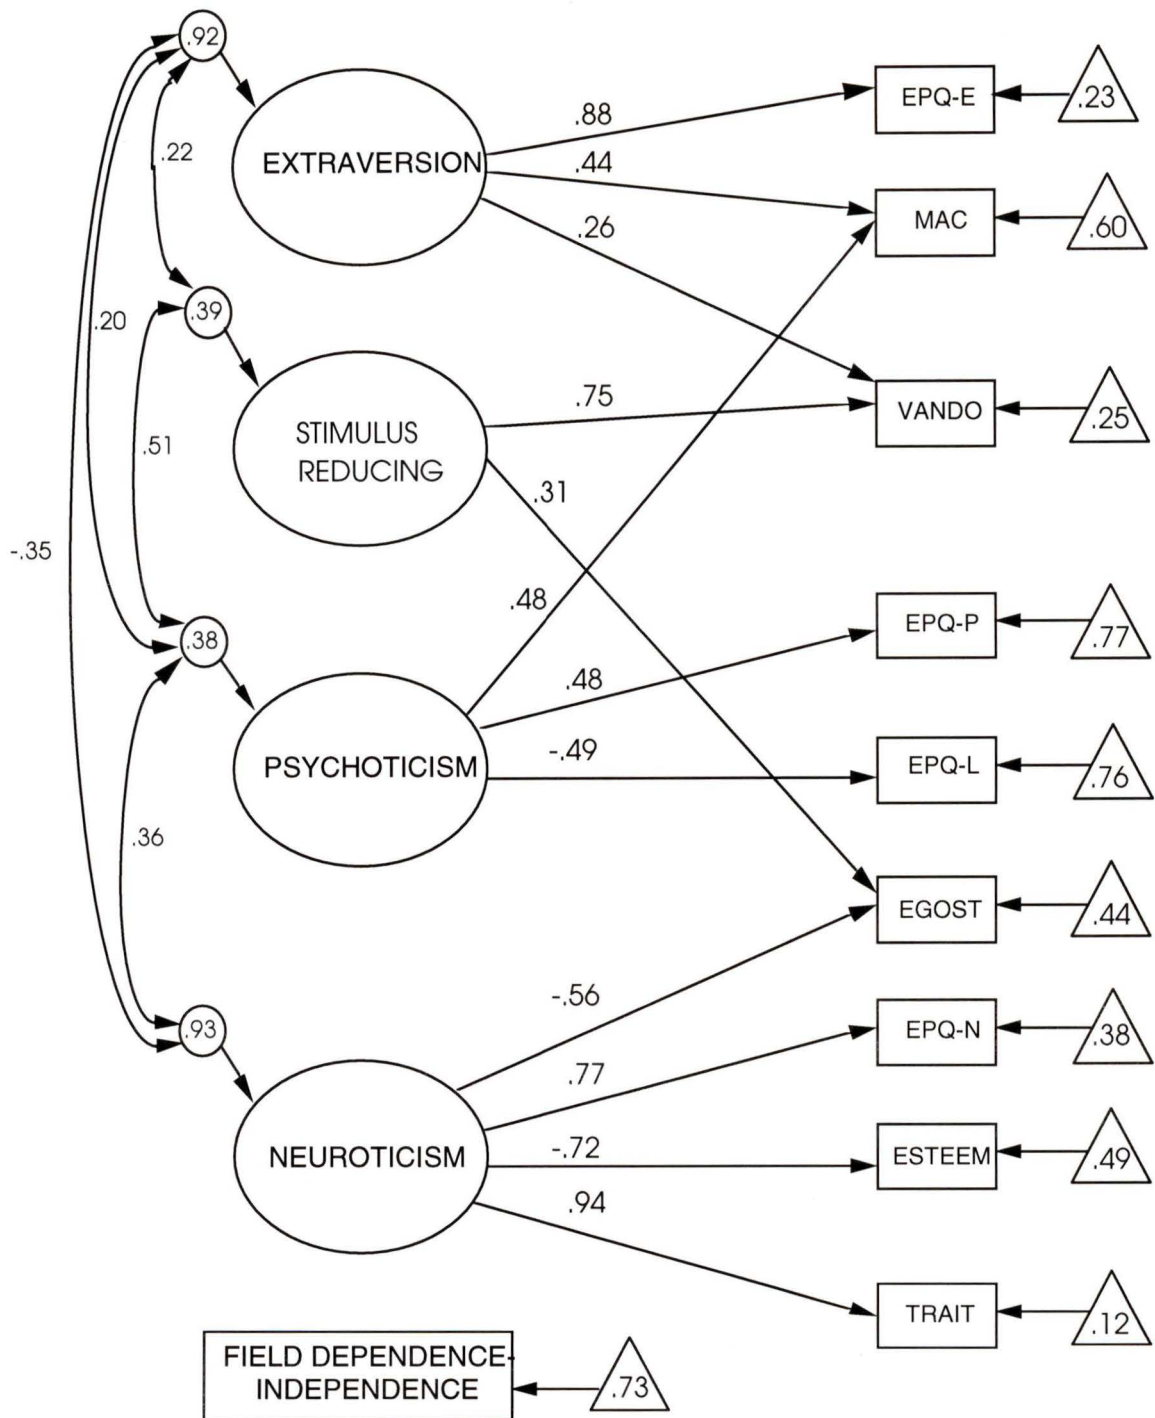 .92
EXTRAVERSION
.88
.44
.26
EPQ-E
.23
MAC
.60
.22
.39
.20
STIMULUS
REDUCING
.75
.31
VANDO
.25
.51
-.35
.48
.38
PSYCHOTICISM
.48
-.49
EPQ-P
.77
EPQ-L
.76
.36
EGOST
.44
.93
-.56
.77
-.72
.94
NEUROTICISM
EPQ-N
.38
ESTEEM
.49
TRAIT
.12
FIELD DEPENDENCE-
INDEPENDENCE
.73